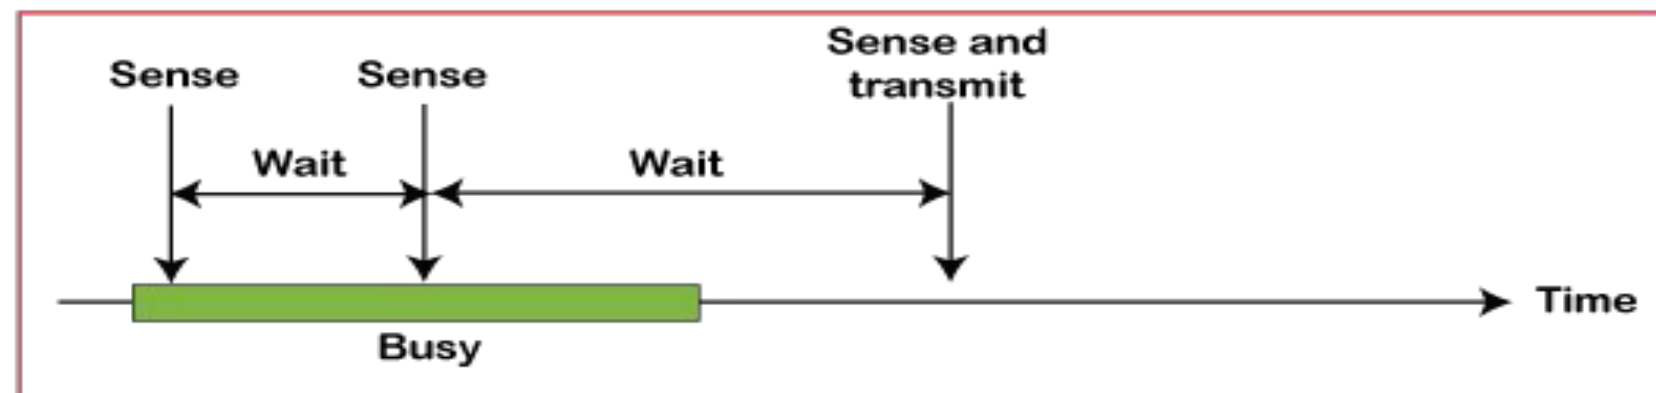 Sense and
transmit
Sense
Sense
Wait
Wait
Time
Busy